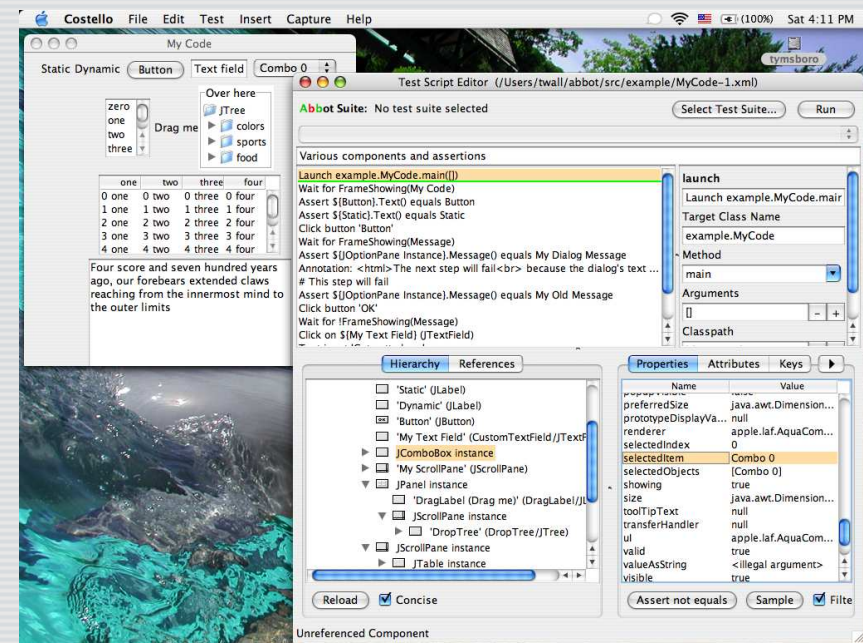 Costello File Edit Test Insert Capture Help
(100%) Sat 4:11 PM
tymsboro
My Code
Static Dynamic Button Text field Combo 0
zero
one
two
three
Drag me
Over here
JTree
colors
sports
food
one two three four
0 one 0 two 0 three 0 four
1 one 1 two 1 three 1 four
2 one 2 two 2 three 2 four
3 one 3 two 3 three 3 four
4 one 4 two 4 three 4 four
Four score and seven hundred years
ago, our forebears extended claws
reaching from the innermost mind to
the outer limits
Test Script Editor (/Users/twall/abbot/src/example/MyCode-1.xml)
Abbot Suite: No test suite selected
Select Test Suite... Run
Various components and assertions
Launch example.MyCode.main([])
Wait for FrameShowing(My Code)
Assert ${Button}.Text() equals Button
Assert ${Static}.Text() equals Static
Click button 'Button'
Wait for FrameShowing(Message)
Assert ${JOptionPane Instance}.Message() equals My Dialog Message
Annotation: <html>The next step will fail<br> because the dialog's text ...
# This step will fail
Assert ${JOptionPane Instance}.Message() equals My Old Message
Click button 'OK'
Wait for !FrameShowing(Message)
Click on ${My Text Field} (JTextField)
launch
Launch example.MyCode.main
Target Class Name
example.MyCode
Method
main
Arguments
[]
- +
Classpath
Hierarchy References
'Static' (JLabel)
'Dynamic' (JLabel)
'Button' (JButton)
'My Text Field' (CustomTextField/JTextF
JComboBox instance
'My ScrollPane' (JScrollPane)
JPanel instance
'DragLabel (Drag me)' (DragLabel/JL
JScrollPane instance
'DropTree' (DropTree/JTree)
JScrollPane instance
JTable instance
Reload Concise
Properties Attributes Keys
Name Value
popupVisible false
preferredSize java.awt.Dimension...
prototypeDisplayVa... null
renderer apple.laf.AquaCom...
selectedIndex 0
selectedItem Combo 0
selectedObjects [Combo 0]
showing true
size java.awt.Dimension...
toolTipText null
transferHandler null
ui apple.laf.AquaCom...
valid true
valueAsString <illegal argument>
visible true
Assert not equals Sample Filte
Unreferenced Component